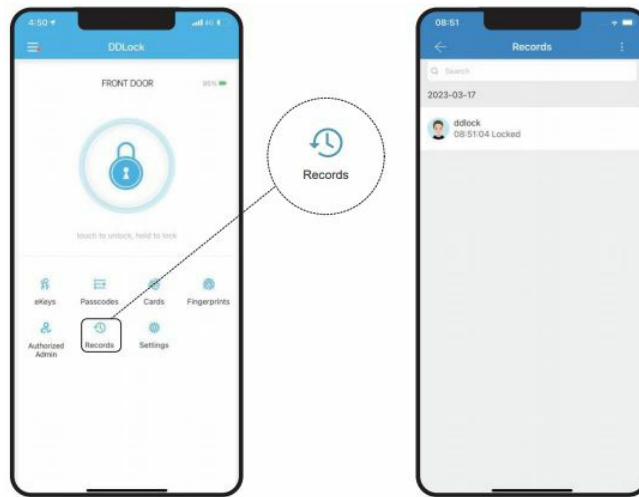 4:50
4G
DDLock
FRONT DOOR
95%
touch to unlock, hold to lock
eKeys
Passcodes
Cards
Fingerprints
Authorized
Admin
Records
Settings
Records
08:51
Records
Search
2023-03-17
ddlock
08:51:04 Locked